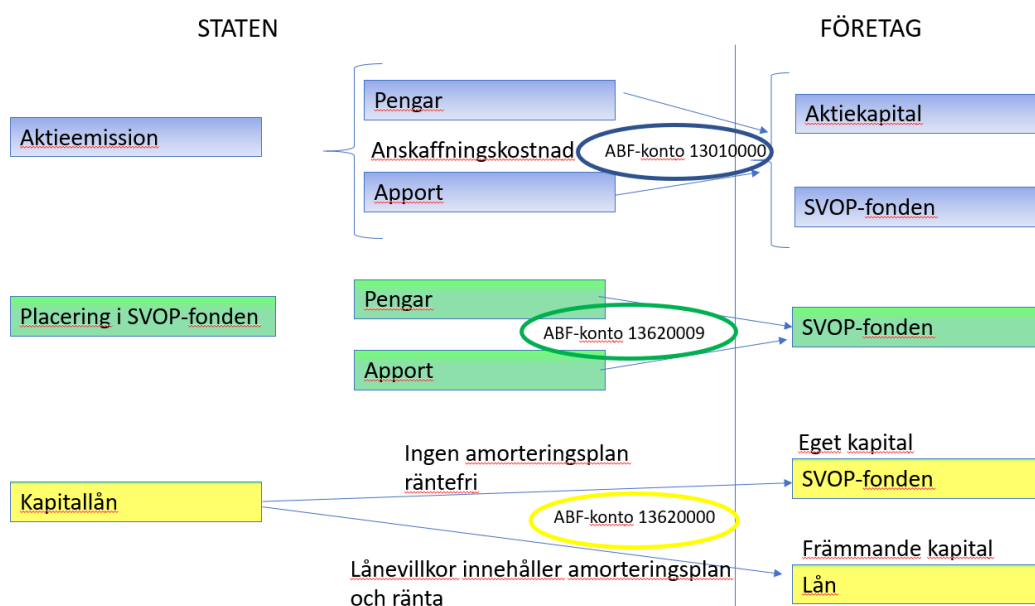 STATEN
FÖRETAG
Pengar
Aktiekapital
Aktieemission
Anskaffningskostnad
ABF-konto 13010000
Apport
SVOP-fonden
Pengar
Placering i SVOP-fonden
ABF-konto 13620009
SVOP-fonden
Apport
Ingen amorteringsplan
räntefri
Eget kapital
SVOP-fonden
Kapitallån
ABF-konto 13620000
Främmande kapital
Lånevillkor innehåller amorteringsplan
och ränta
Lån